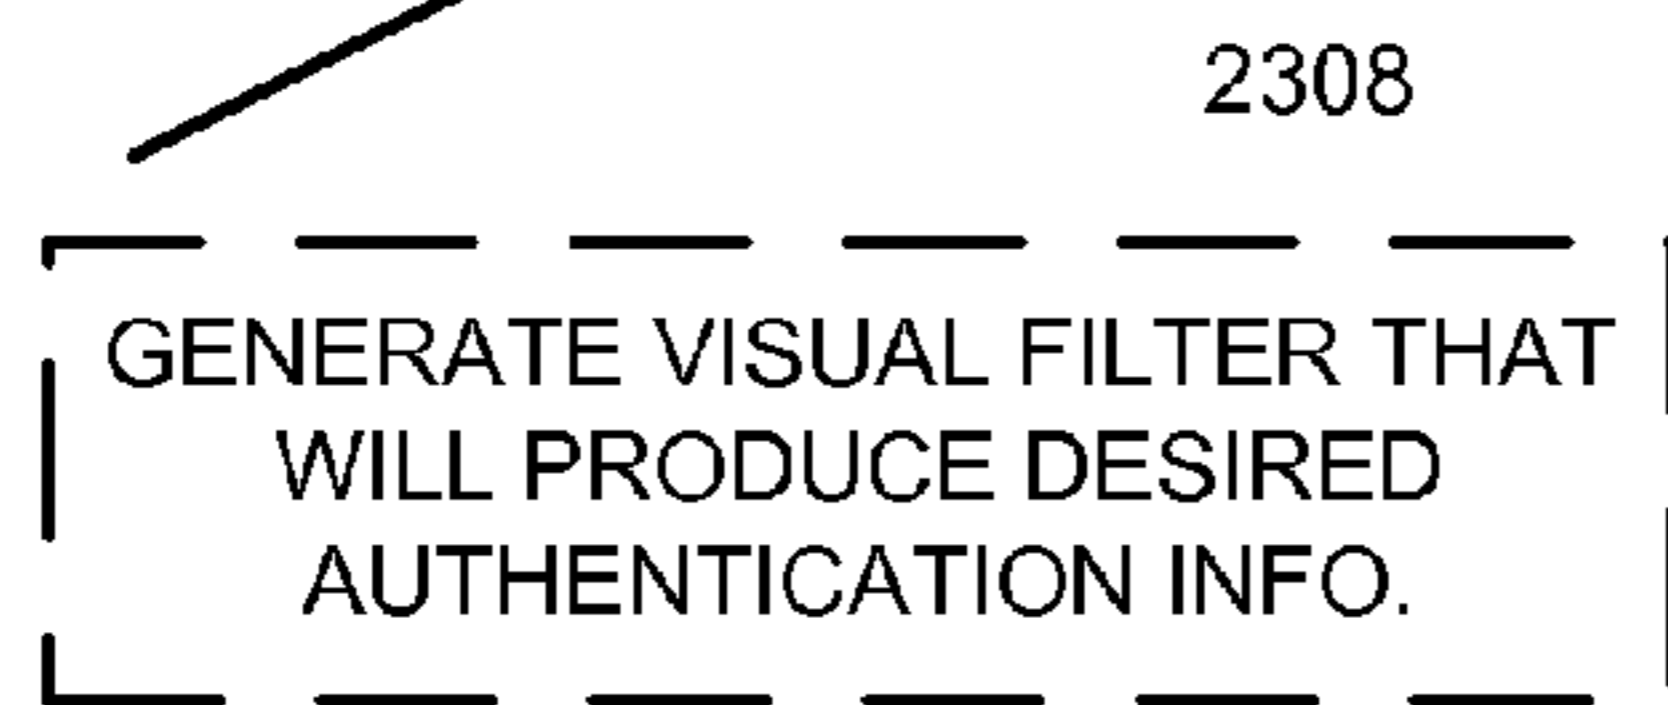 2308
GENERATE VISUAL FILTER THAT
WILL PRODUCE DESIRED
AUTHENTICATION INFO.